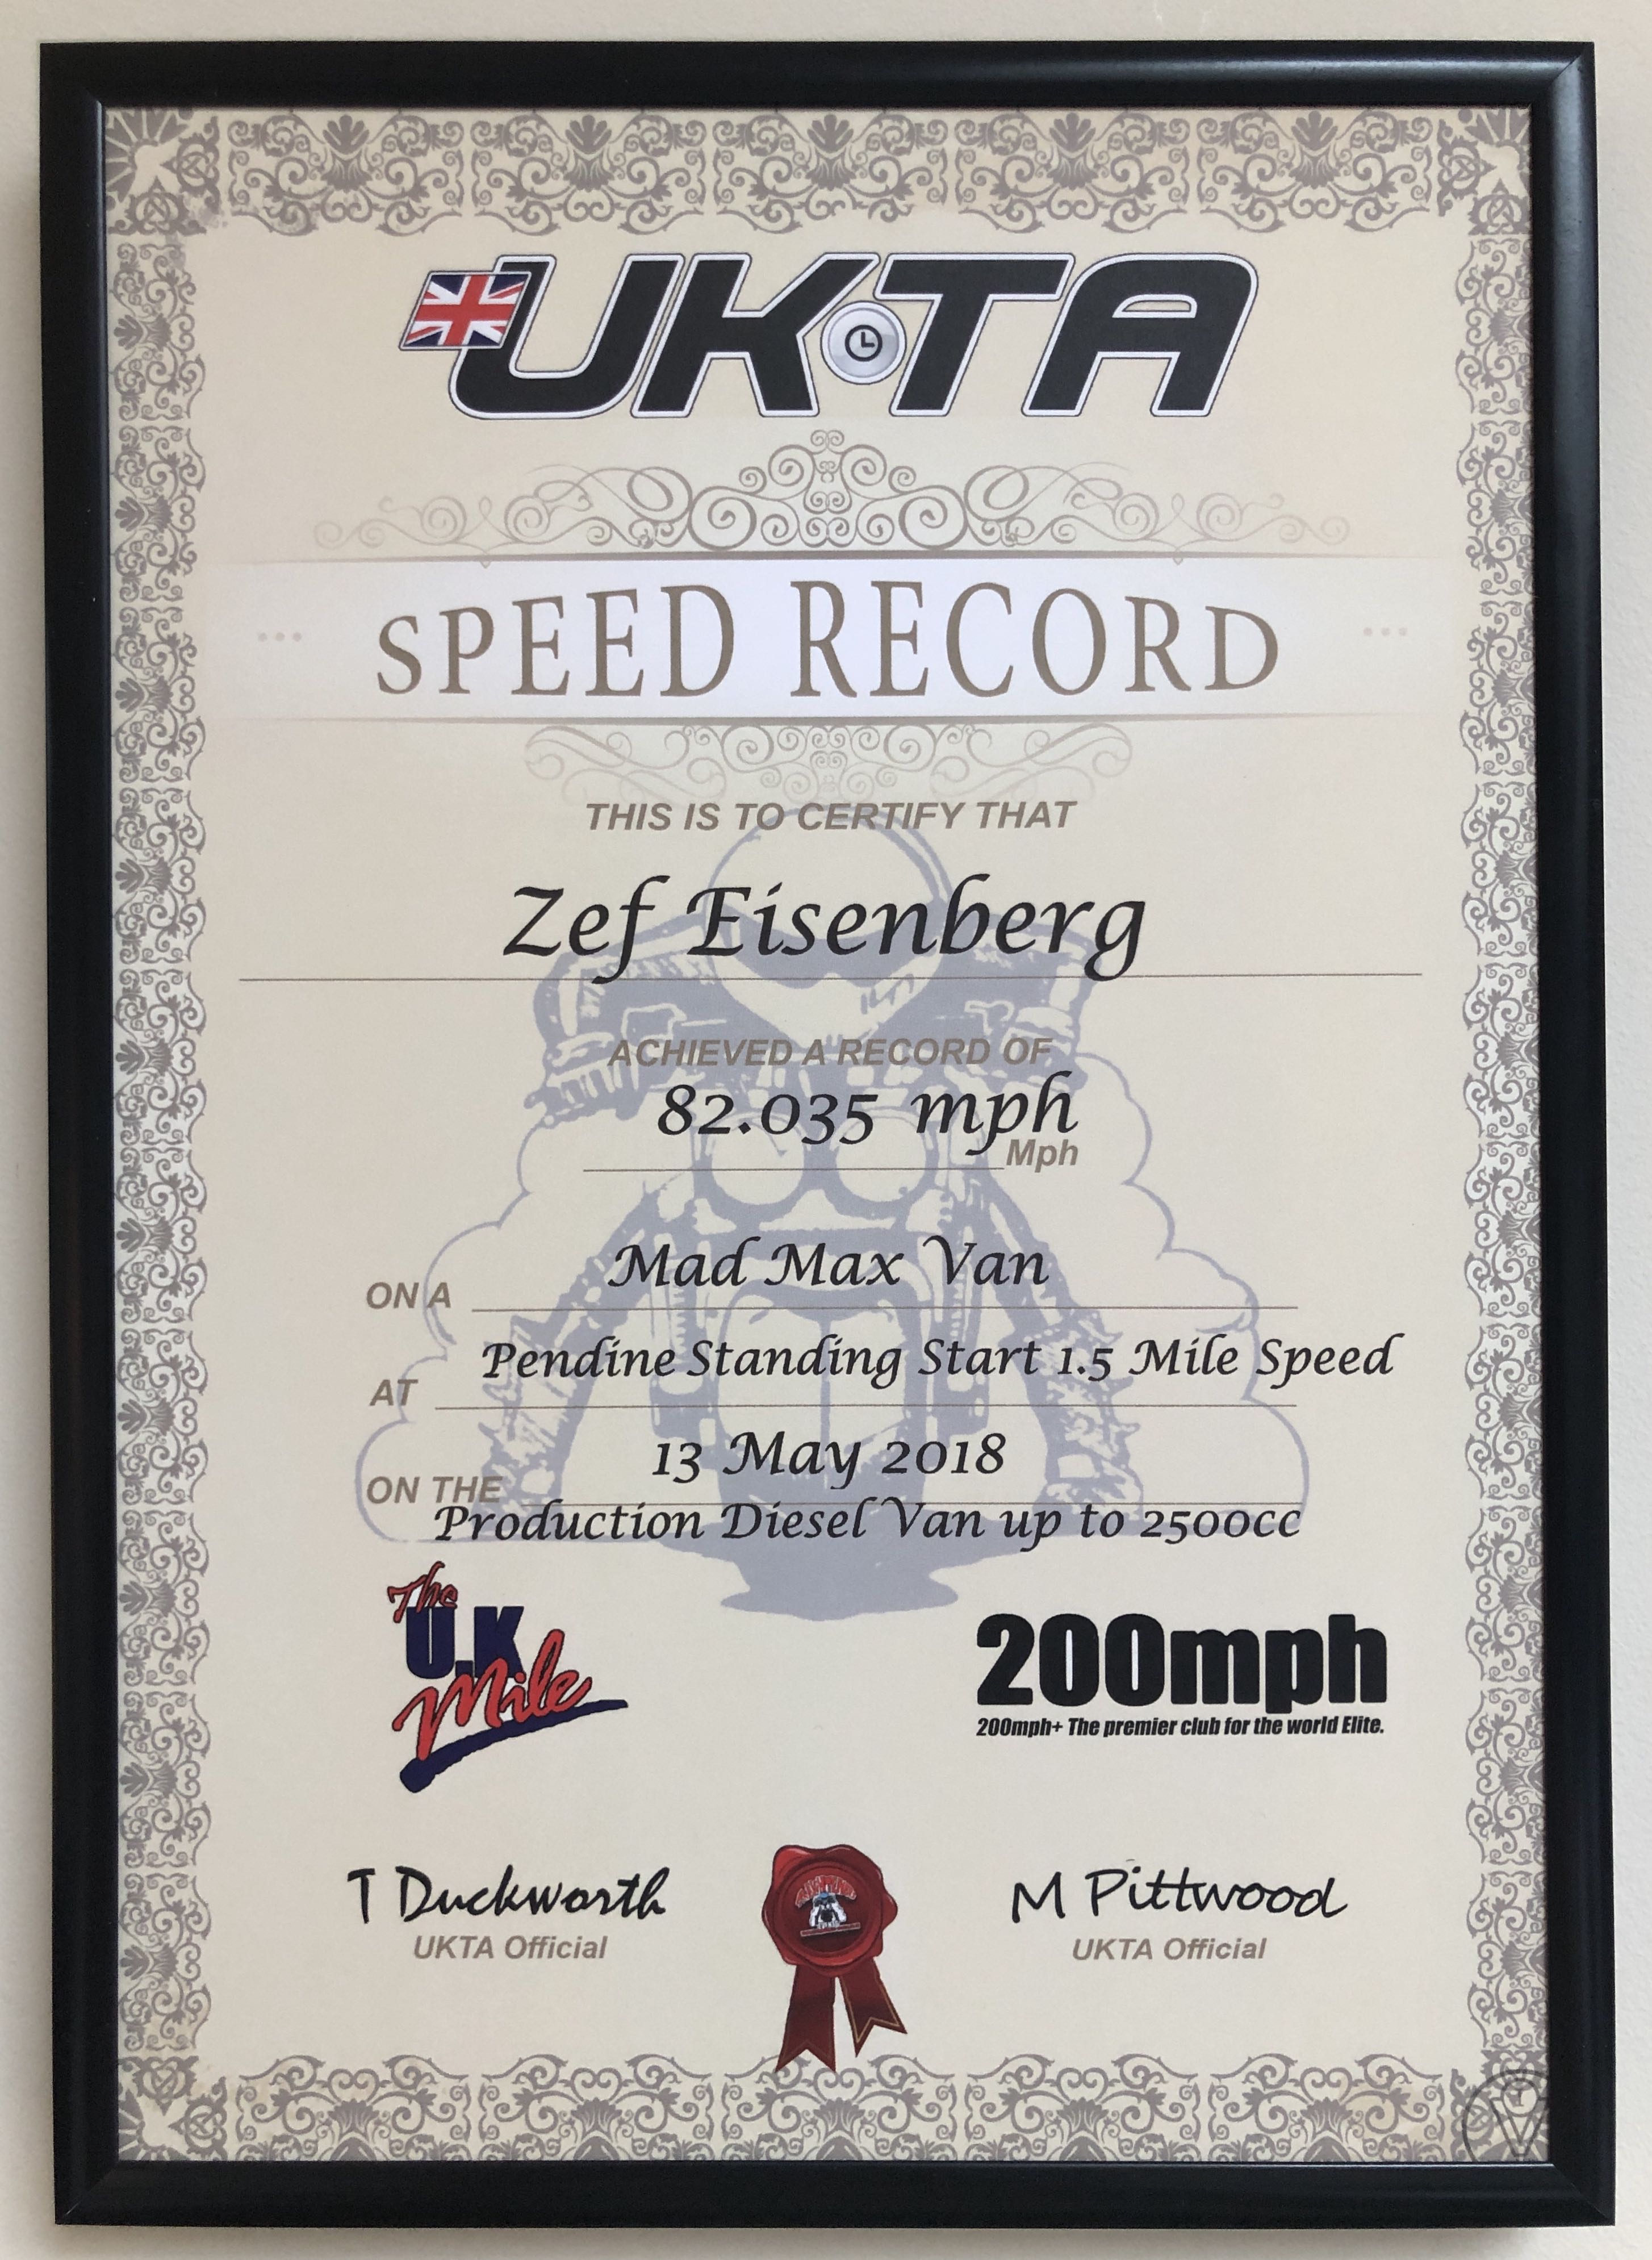 UKTA
SPEED RECORD
THIS IS TO CERTIFY THAT
Zef Eisenberg
ACHIEVED A RECORD OF
82.035 mph
Mph
ON A Mad Max Van
AT Pendine Standing Start 1.5 Mile Speed
ON THE 13 May 2018
Production Diesel Van up to 2500cc
The
U.K
Mile
200mph
200mph+ The premier club for the world Elite.
T Duckworth
UKTA Official
M Pittwood
UKTA Official